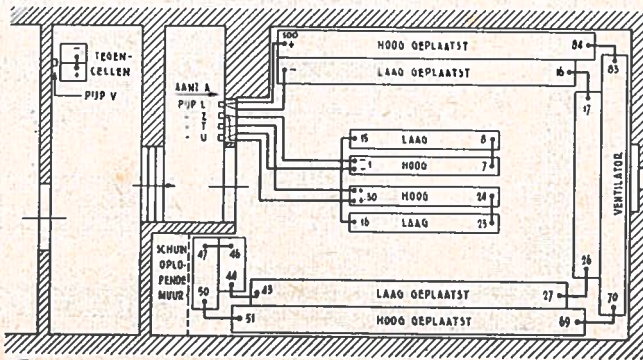 TEGEN-
CELLEN
PIJP V
AANZ A
PIJP L
" Z
" T
" U
100
+
HOOG GEPLAATST
84
-
LAAG GEPLAATST
16
83
17
VENTILATOR
15 LAAG 8
1 HOOG 7
30 HOOG 24
16 LAAG 23
SCHUIN
OPLO-
PENDE
MUUR
47 46
44
43
50
51
LAAG GEPLAATST
27
26
HOOG GEPLAATST
69
70